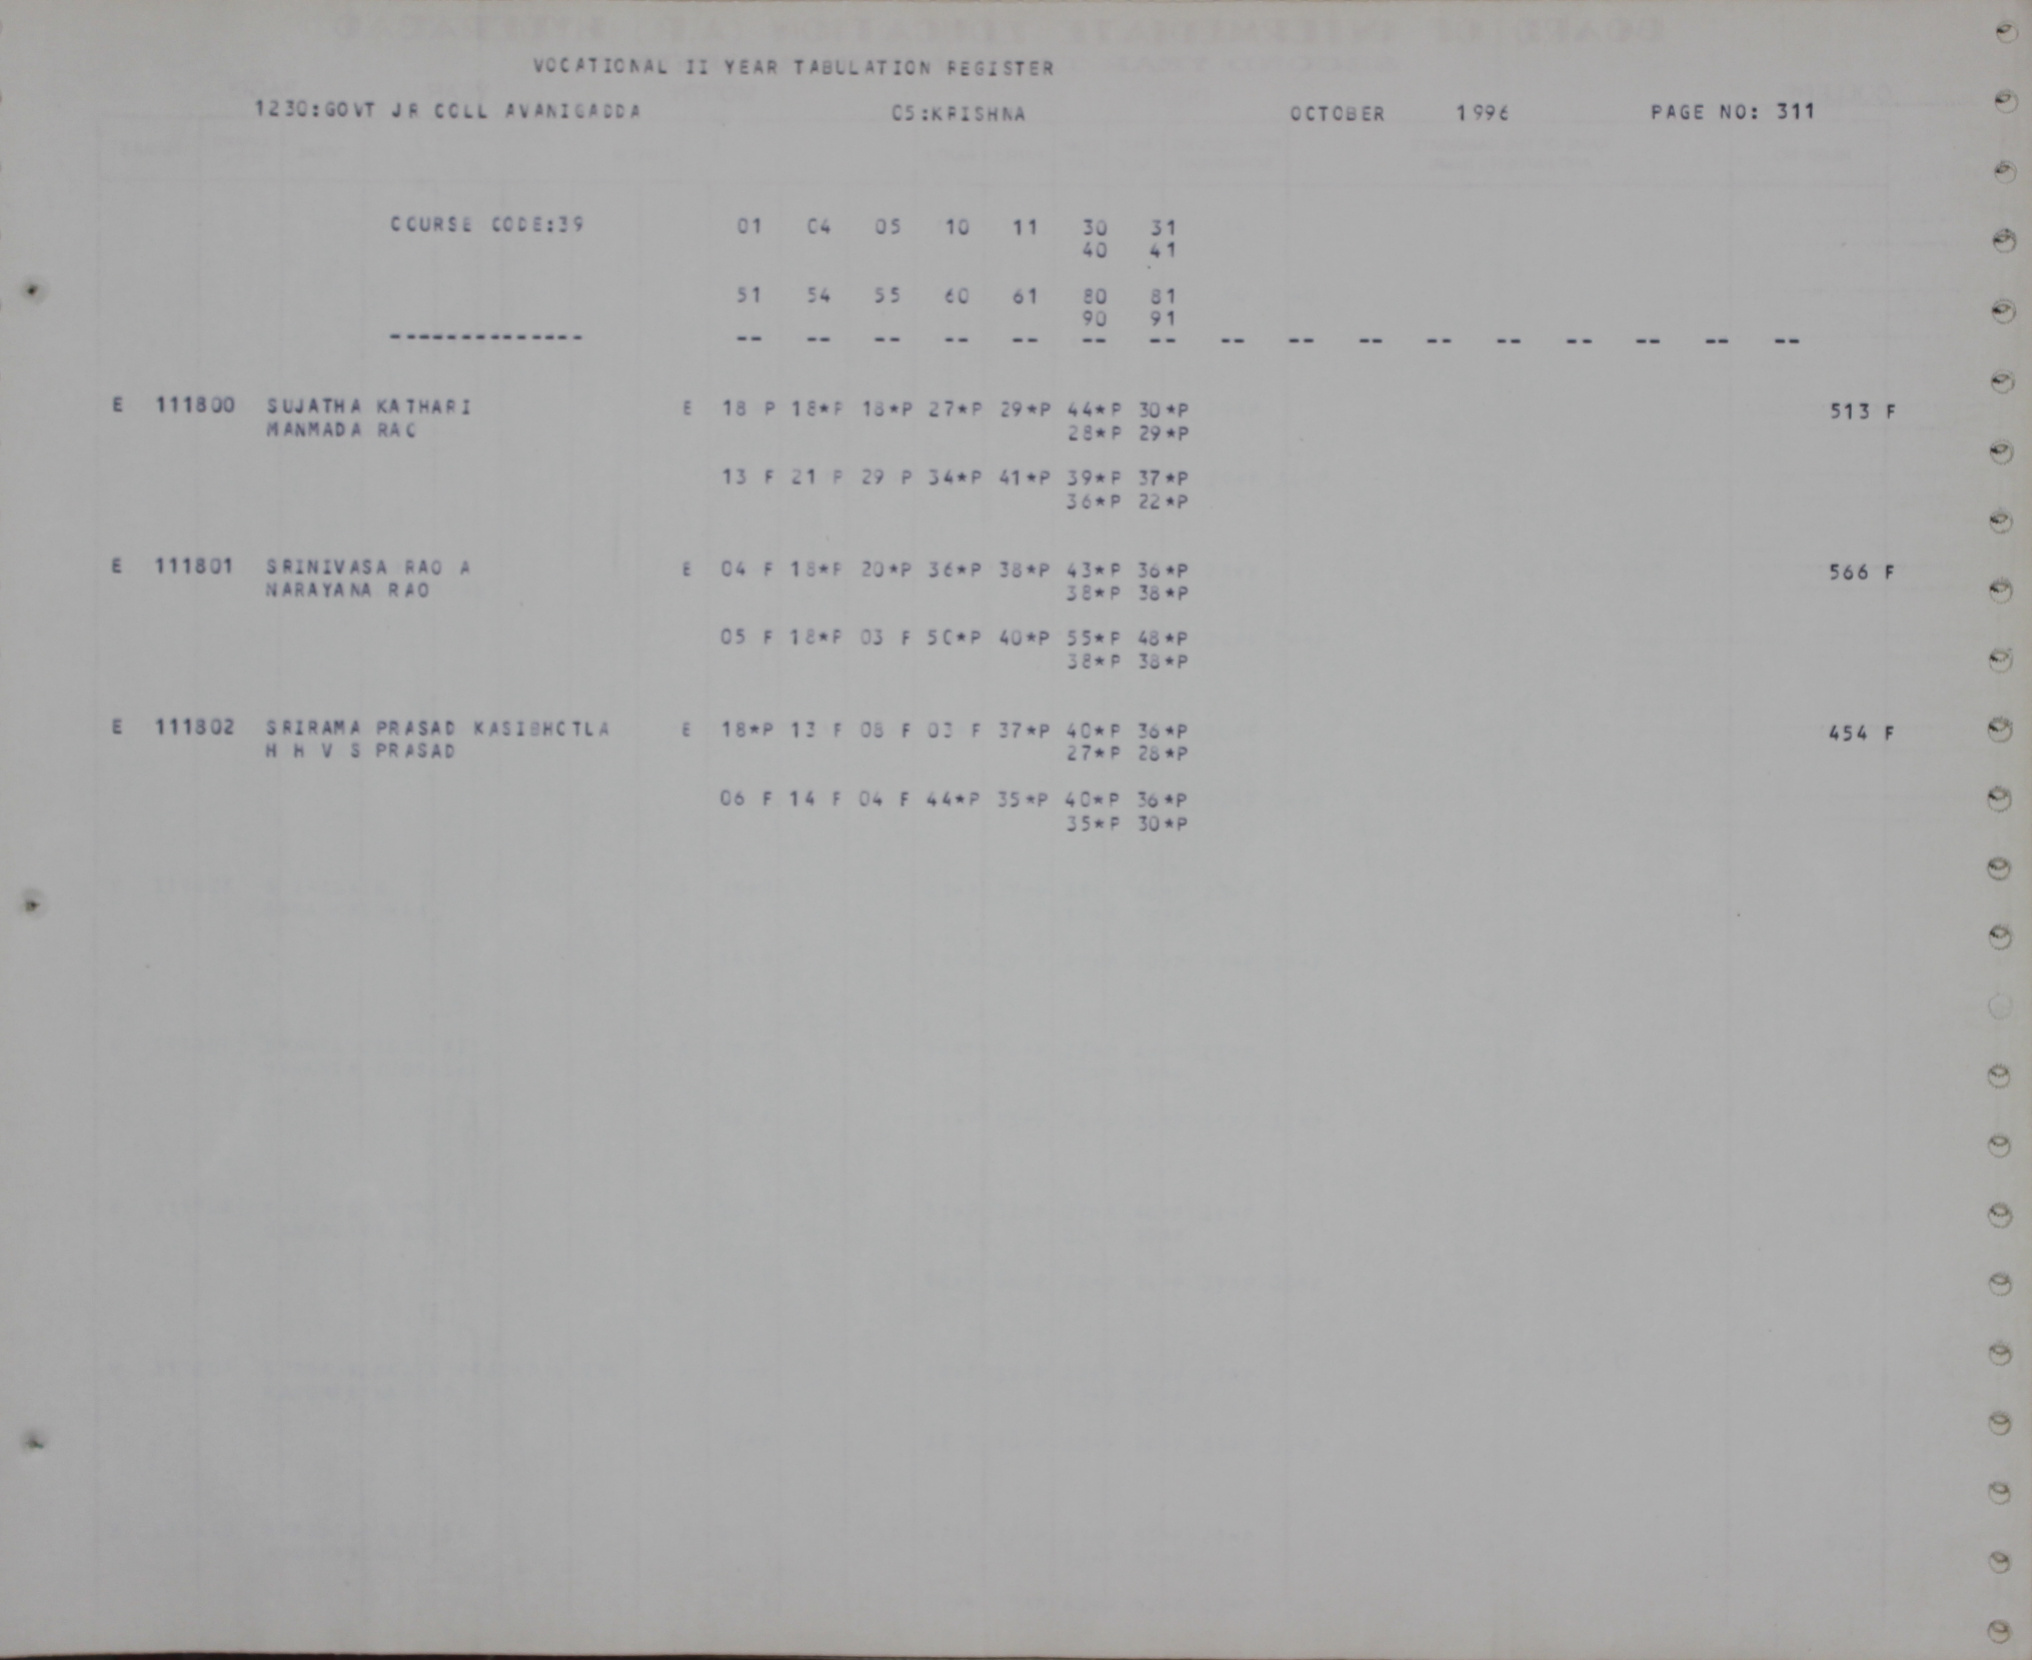 VOCATIONAL II YEAR TABULATION REGISTER
1230:GOVT JR COLL AVANIGADDA 05:KRISHNA OCTOBER 1996 PAGE NO: 311
COURSE CODE:39 01 04 05 10 11 30 31
40 41
51 54 55 60 61 80 81
90 91
-------------- -- -- -- -- -- -- -- -- -- -- -- -- -- -- -- --
E 111800 SUJATHA KATHARI E 18 P 18*P 18*P 27*P 29*P 44*P 30*P 513 F
MANMADA RAO 28*P 29*P
13 F 21 P 29 P 34*P 41*P 39*P 37*P
36*P 22*P
E 111801 SRINIVASA RAO A E 04 F 18*P 20*P 36*P 38*P 43*P 36*P 566 F
NARAYANA RAO 38*P 38*P
05 F 18*P 03 F 50*P 40*P 55*P 48*P
38*P 38*P
E 111802 SRIRAMA PRASAD KASIBHOTLA E 18*P 13 F 08 F 03 F 37*P 40*P 36*P 454 F
H H V S PRASAD 27*P 28*P
06 F 14 F 04 F 44*P 35*P 40*P 36*P
35*P 30*P